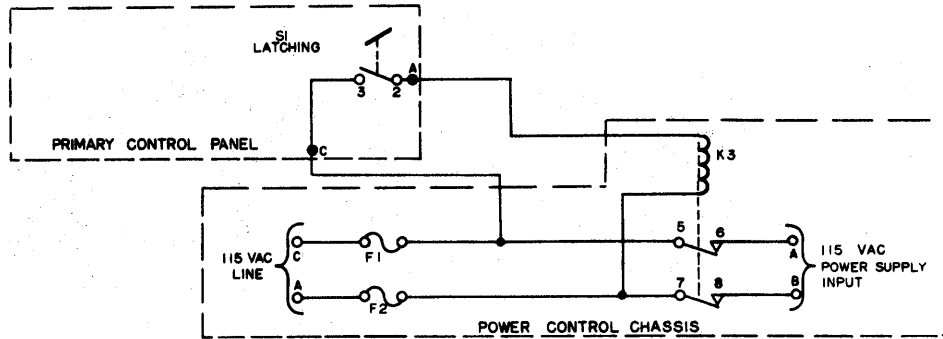 S1
LATCHING
3
2
A
PRIMARY CONTROL PANEL
C
K3
115 VAC
LINE
C
F1
5
6
A
115 VAC
POWER SUPPLY
INPUT
A
F2
7
8
B
POWER CONTROL CHASSIS